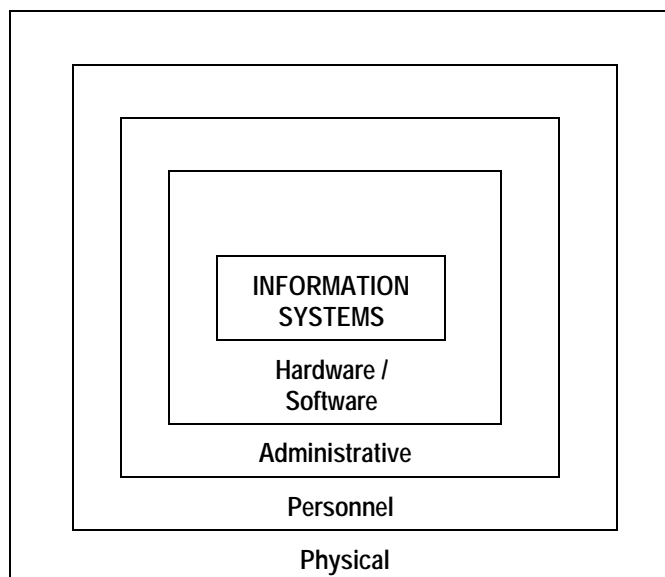 INFORMATION
SYSTEMS
Hardware /
Software
Administrative
Personnel
Physical